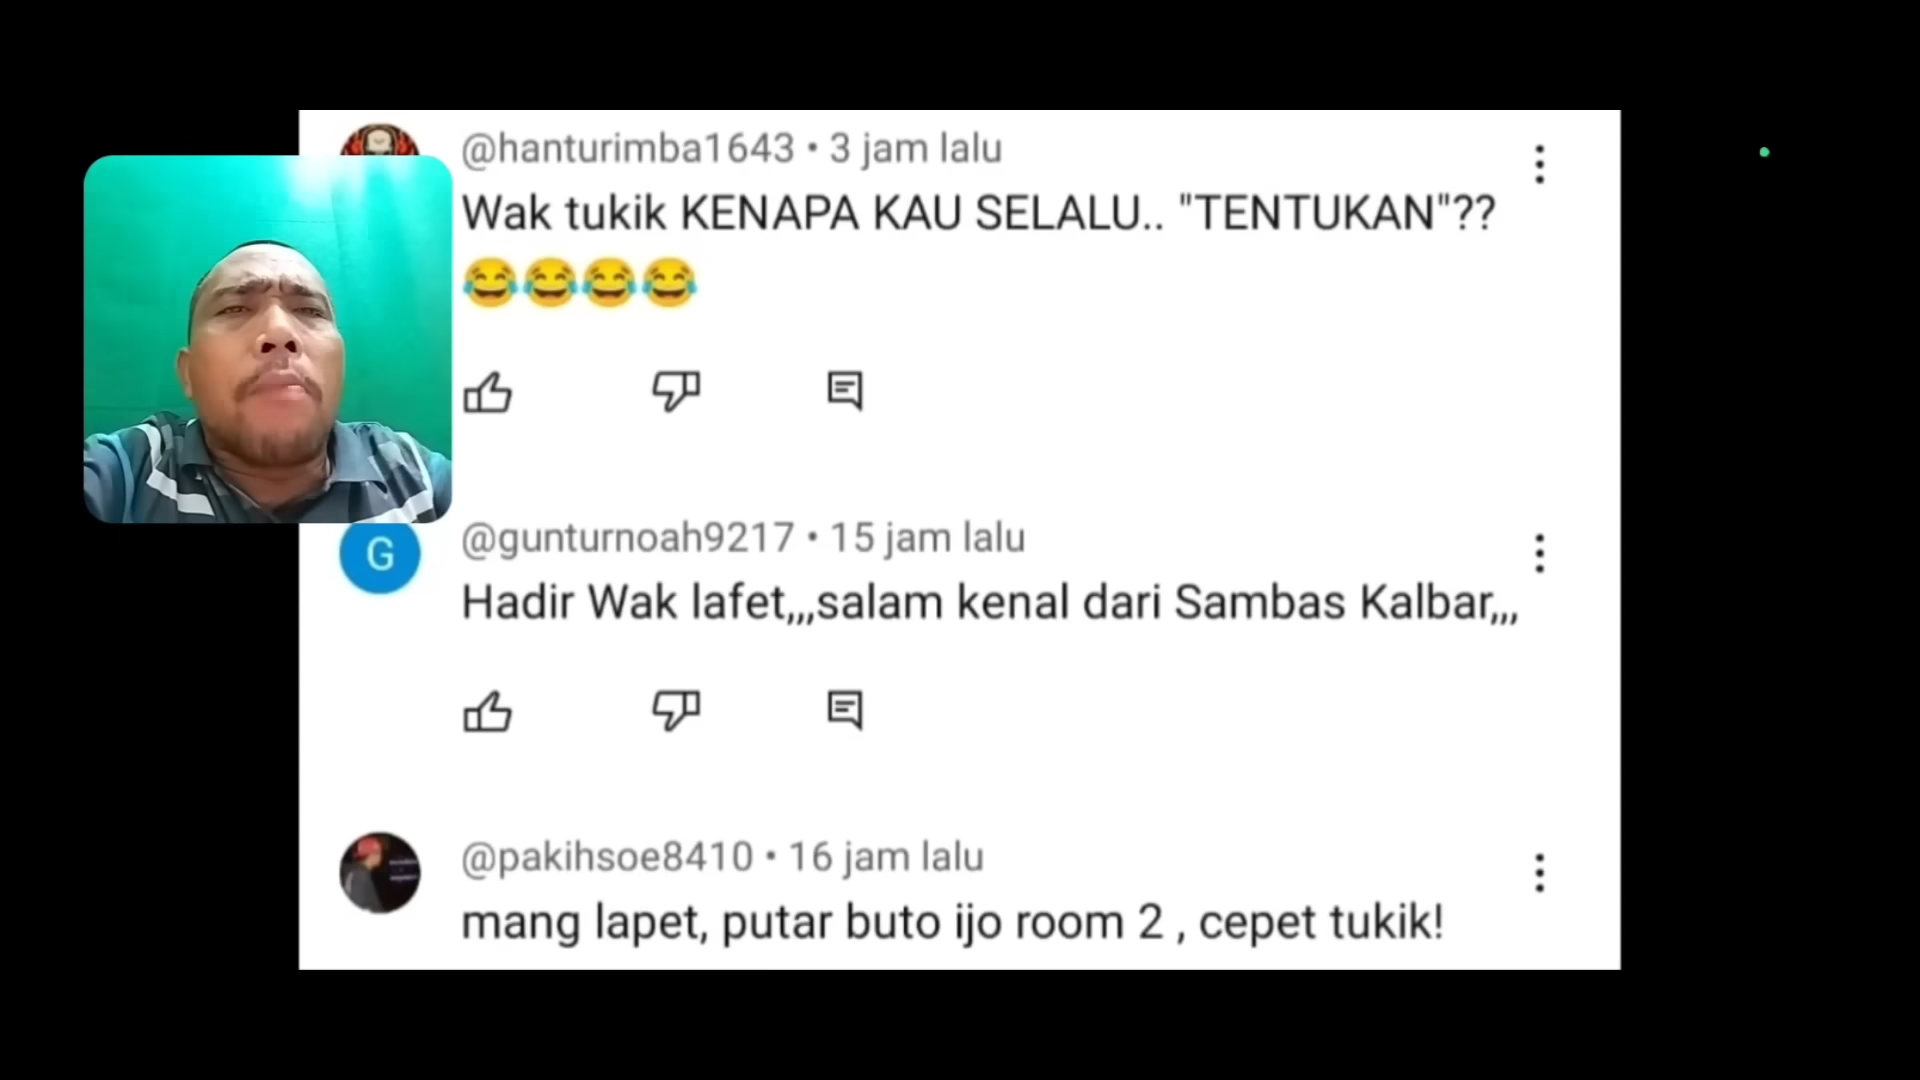 @hanturimba1643 • 3 jam lalu
Wak tukik KENAPA KAU SELALU.. "TENTUKAN"??
😂😂😂😂
G
@gunturnoah9217 • 15 jam lalu
Hadir Wak lafet,,,salam kenal dari Sambas Kalbar,,,
@pakihsoe8410 • 16 jam lalu
mang lapet, putar buto ijo room 2 , cepet tukik!